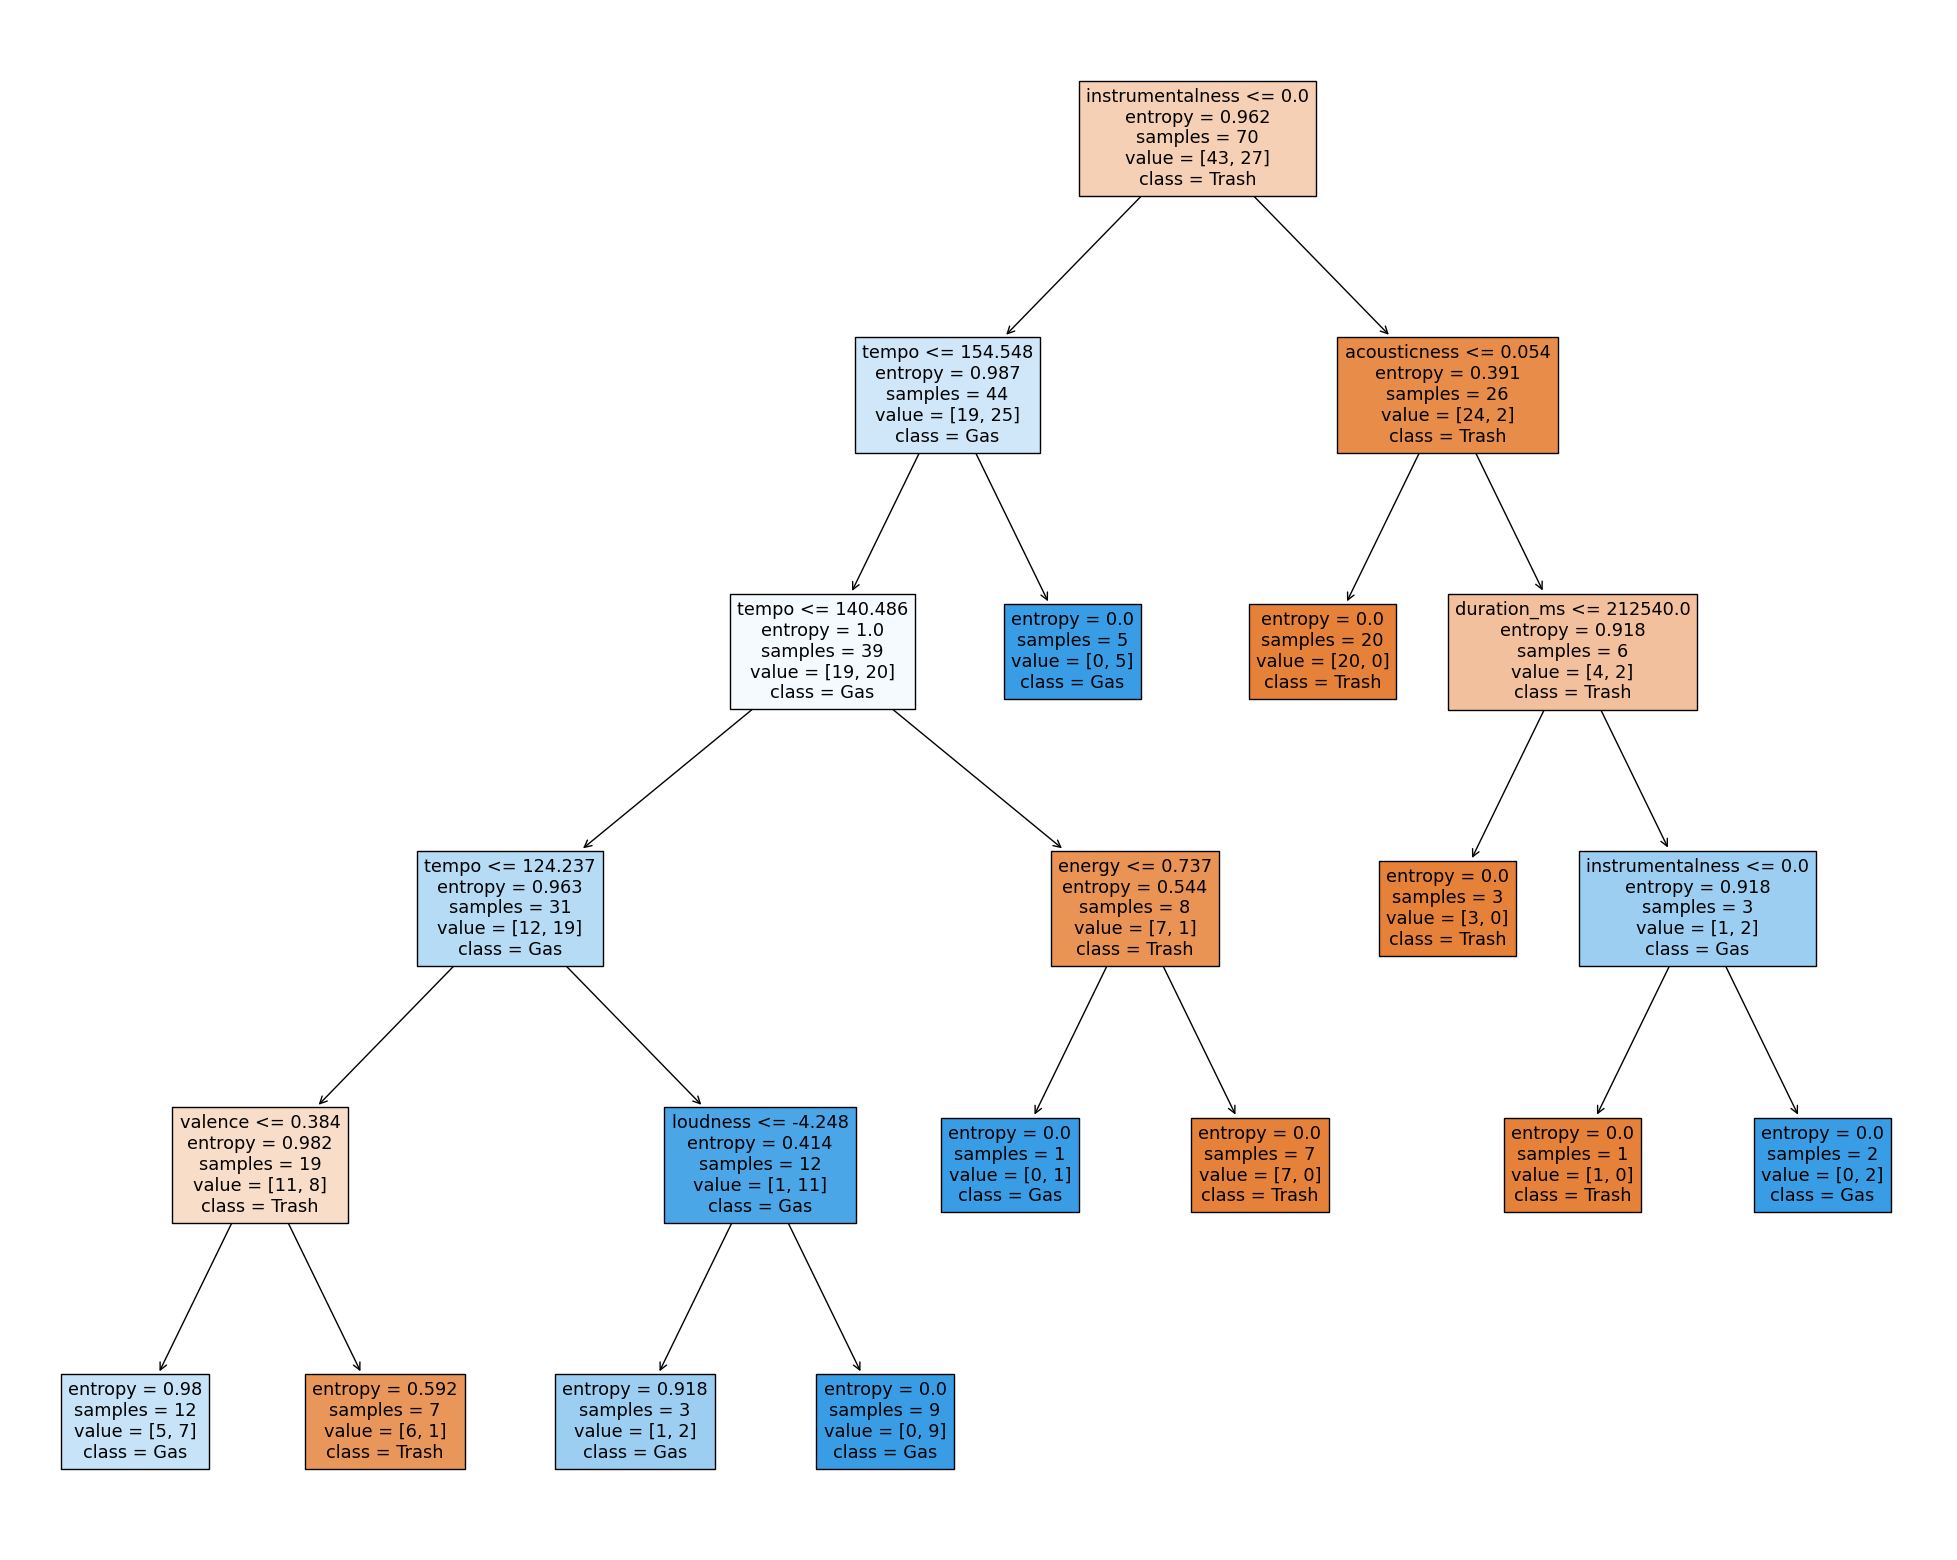 instrumentalness <= 0.0
entropy = 0.962
samples = 70
value = [43, 27]
class = Trash
tempo <= 154.548
entropy = 0.987
samples = 44
value = [19, 25]
class = Gas
acousticness <= 0.054
entropy = 0.391
samples = 26
value = [24, 2]
class = Trash
tempo <= 140.486
entropy = 1.0
samples = 39
value = [19, 20]
class = Gas
entropy = 0.0
samples = 5
value = [0, 5]
class = Gas
entropy = 0.0
samples = 20
value = [20, 0]
class = Trash
duration_ms <= 212540.0
entropy = 0.918
samples = 6
value = [4, 2]
class = Trash
tempo <= 124.237
entropy = 0.963
samples = 31
value = [12, 19]
class = Gas
energy <= 0.737
entropy = 0.544
samples = 8
value = [7, 1]
class = Trash
entropy = 0.0
samples = 3
value = [3, 0]
class = Trash
instrumentalness <= 0.0
entropy = 0.918
samples = 3
value = [1, 2]
class = Gas
valence <= 0.384
entropy = 0.982
samples = 19
value = [11, 8]
class = Trash
loudness <= -4.248
entropy = 0.414
samples = 12
value = [1, 11]
class = Gas
entropy = 0.0
samples = 1
value = [0, 1]
class = Gas
entropy = 0.0
samples = 7
value = [7, 0]
class = Trash
entropy = 0.0
samples = 1
value = [1, 0]
class = Trash
entropy = 0.0
samples = 2
value = [0, 2]
class = Gas
entropy = 0.98
samples = 12
value = [5, 7]
class = Gas
entropy = 0.592
samples = 7
value = [6, 1]
class = Trash
entropy = 0.918
samples = 3
value = [1, 2]
class = Gas
entropy = 0.0
samples = 9
value = [0, 9]
class = Gas